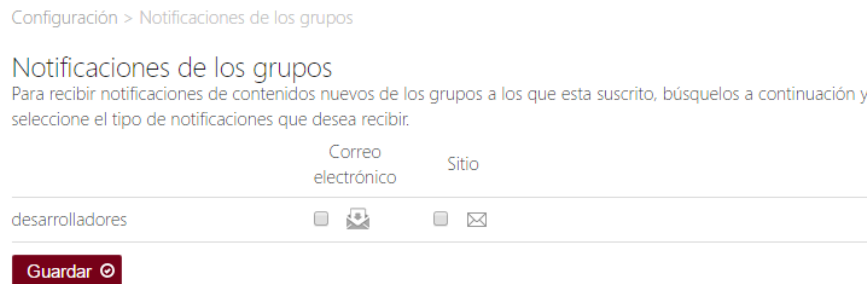 Configuración > Notificaciones de los grupos
Notificaciones de los grupos
Para recibir notificaciones de contenidos nuevos de los grupos a los que esta suscrito, búsquelos a continuación y
seleccione el tipo de notificaciones que desea recibir.
Correo
electrónico
Sitio
desarrolladores
Guardar